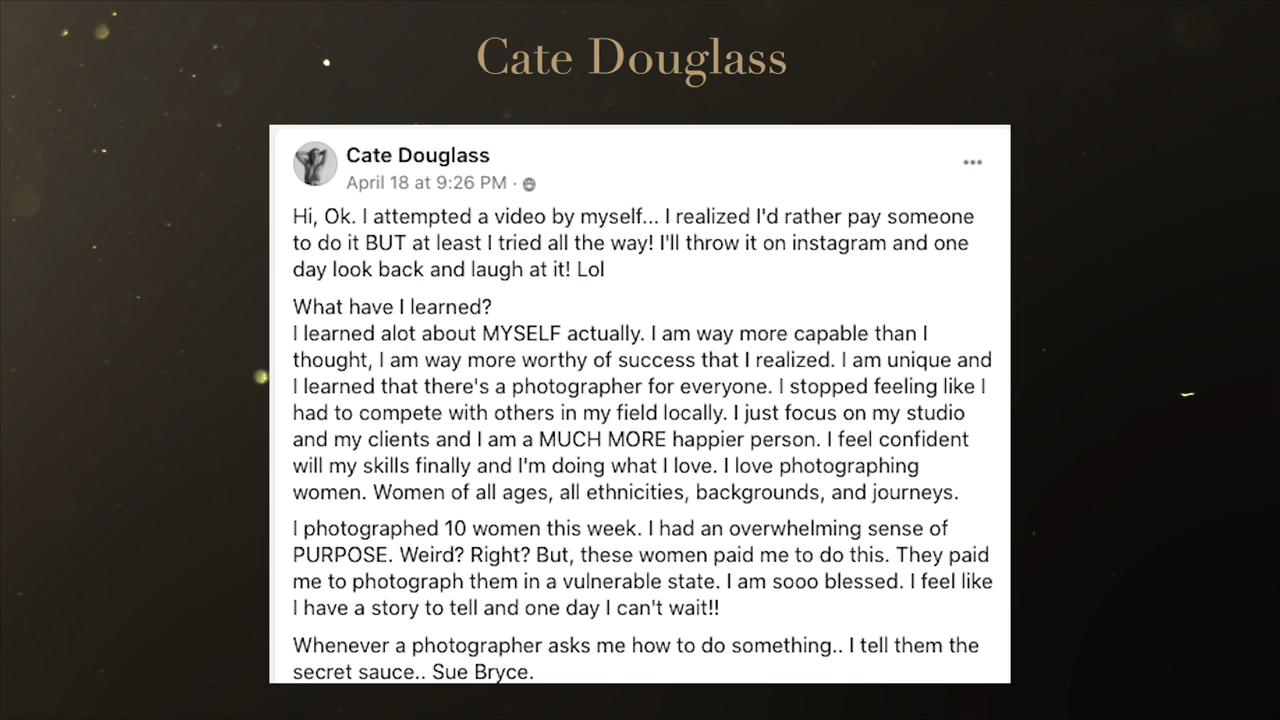 Cate Douglass
Cate Douglass
April 18 at 9:26 PM ·
Hi, Ok. I attempted a video by myself... I realized I'd rather pay someone
to do it BUT at least I tried all the way! I'll throw it on instagram and one
day look back and laugh at it! Lol
What have I learned?
I learned alot about MYSELF actually. I am way more capable than I
thought, I am way more worthy of success that I realized. I am unique and
I learned that there's a photographer for everyone. I stopped feeling like I
had to compete with others in my field locally. I just focus on my studio
and my clients and I am a MUCH MORE happier person. I feel confident
will my skills finally and I'm doing what I love. I love photographing
women. Women of all ages, all ethnicities, backgrounds, and journeys.
I photographed 10 women this week. I had an overwhelming sense of
PURPOSE. Weird? Right? But, these women paid me to do this. They paid
me to photograph them in a vulnerable state. I am sooo blessed. I feel like
I have a story to tell and one day I can't wait!!
Whenever a photographer asks me how to do something.. I tell them the
secret sauce.. Sue Bryce.